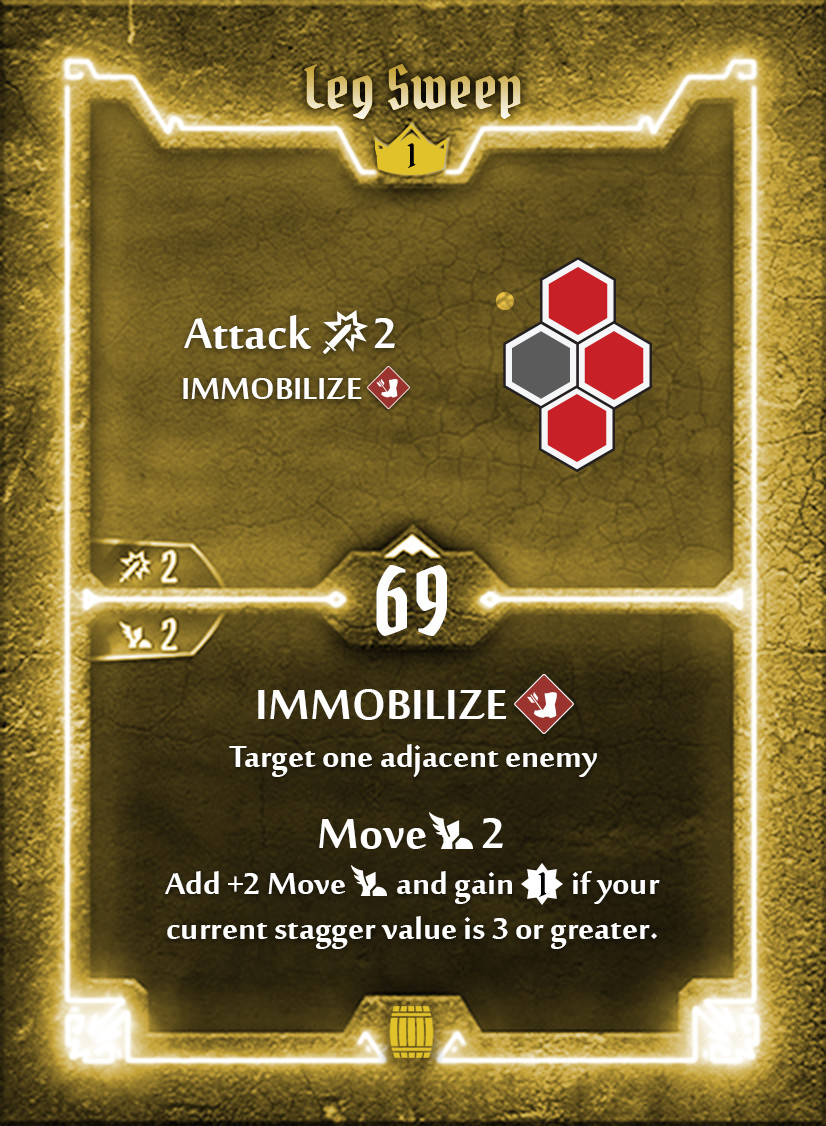 Leg Sweep
1
Attack 2
IMMOBILIZE
2
69
2
IMMOBILIZE
Target one adjacent enemy
Move 2
Add +2 Move and gain 1 if your
current stagger value is 3 or greater.